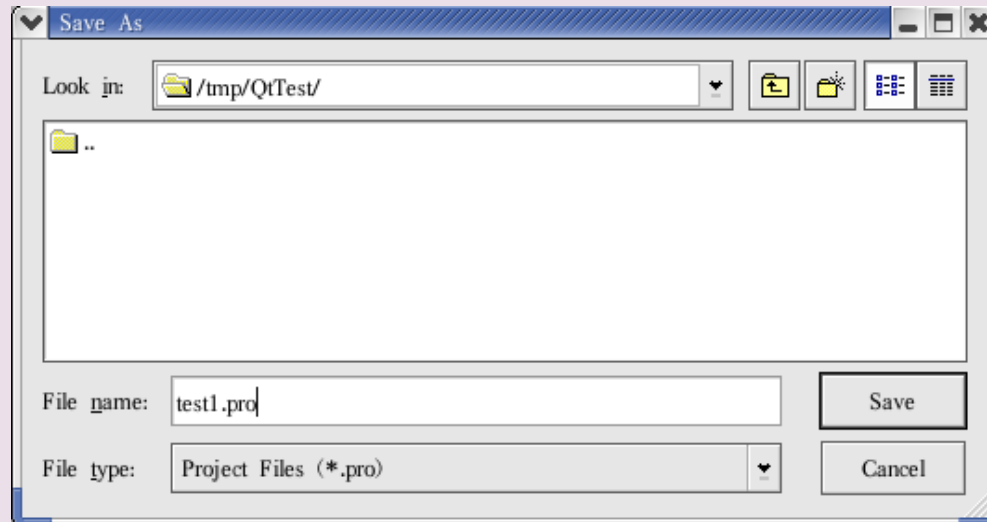 Save As
Look in: /tmp/QtTest/
..
File name: test1.pro Save
File type: Project Files (*.pro) Cancel